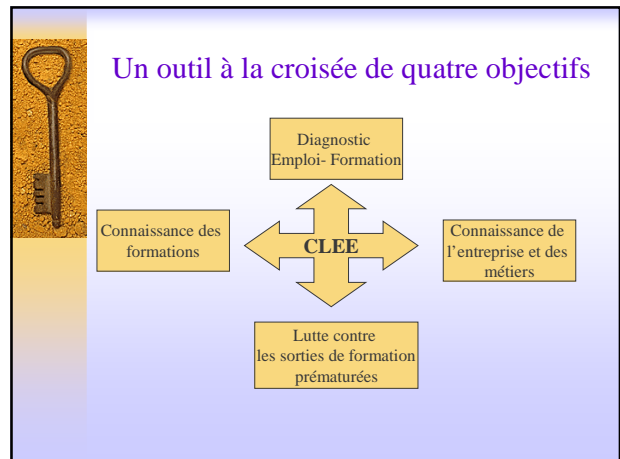 Un outil à la croisée de quatre objectifs
Diagnostic
Emploi- Formation
Connaissance des
formations
CLEE
Connaissance de
l’entreprise et des
métiers
Lutte contre
les sorties de formation
prématurées